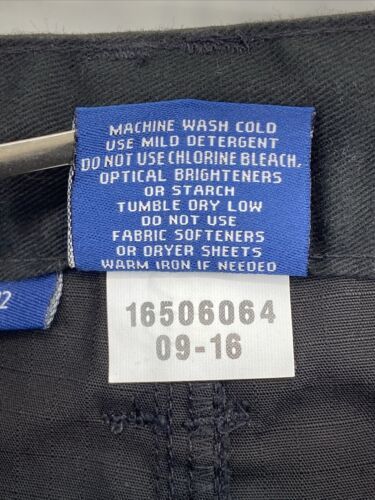 MACHINE WASH COLD
USE MILD DETERGENT
DO NOT USE CHLORINE BLEACH,
OPTICAL BRIGHTENERS
OR STARCH
TUMBLE DRY LOW
DO NOT USE
FABRIC SOFTENERS
OR DRYER SHEETS
WARM IRON IF NEEDED
16506064
09-16